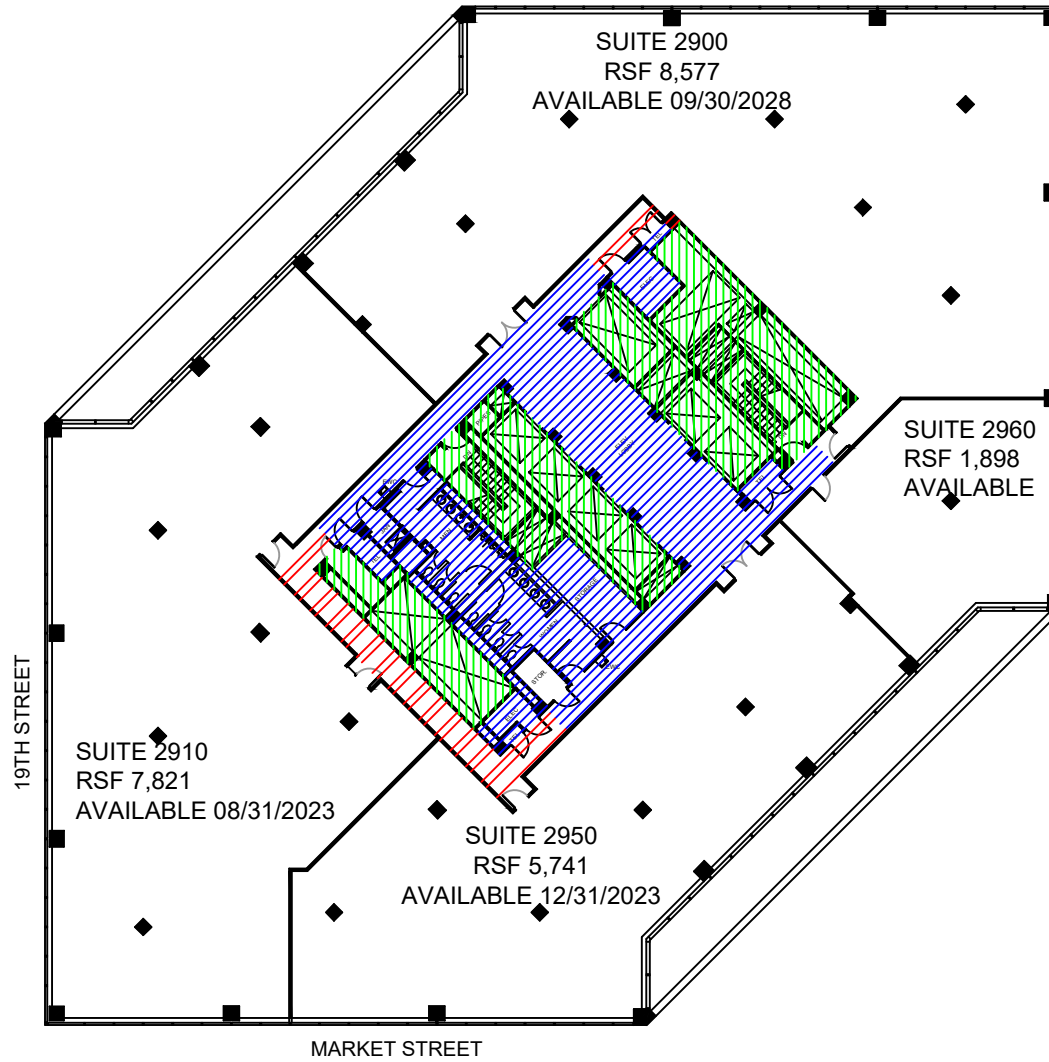 SUITE 2900
RSF 8,577
AVAILABLE 09/30/2028
SUITE 2960
RSF 1,898
AVAILABLE
STORAGE
WOMEN
STOR
ELEC
19TH STREET
SUITE 2910
RSF 7,821
AVAILABLE 08/31/2023
SUITE 2950
RSF 5,741
AVAILABLE 12/31/2023
MARKET STREET